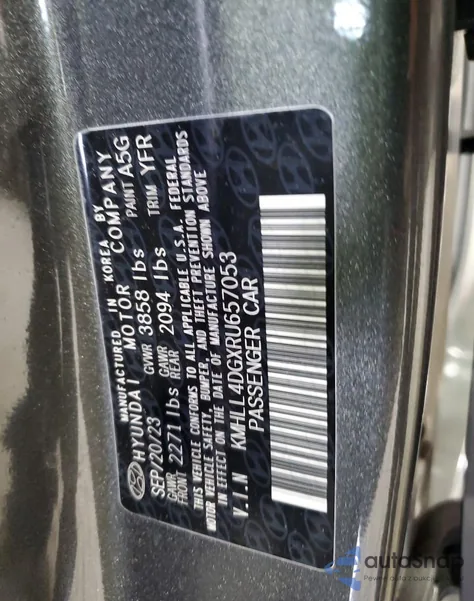 MANUFACTURED IN KOREA BY
HYUNDAI MOTOR COMPANY
SEP/20/23 GVWR 3858 lbs PAINT A5G
GAWR FRONT 2271 lbs GAWR REAR 2094 lbs TRIM YFR
THIS VEHICLE CONFORMS TO ALL APPLICABLE U.S.A. FEDERAL
MOTOR VEHICLE SAFETY, BUMPER, AND THEFT PREVENTION STANDARDS
IN EFFECT ON THE DATE OF MANUFACTURE SHOWN ABOVE
V.I.N KMHLL4DGXRU657053
PASSENGER CAR
autosnap